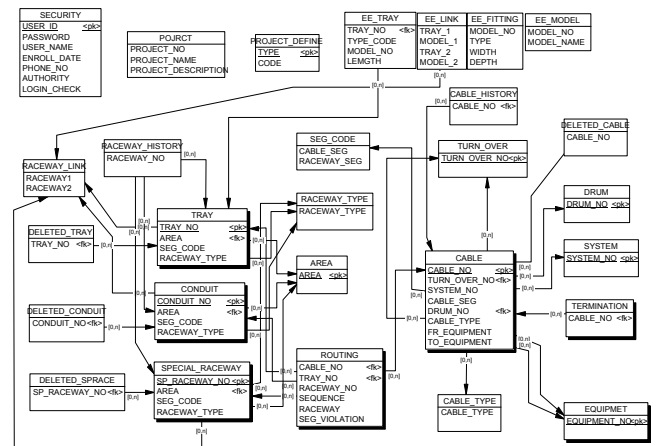 SECURITY
USER_ID <pk>
PASSWORD
USER_NAME
ENROLL_DATE
PHONE_NO
AUTHORITY
LOGIN_CHECK
POJRCT
PROJECT_NO
PROJECT_NAME
PROJECT_DESCRIPTION
PROJECT_DEFINE
TYPE <pk>
CODE
EE_TRAY
TRAY_NO <fk>
TYPE_CODE
MODEL_NO
LEMGTH
EE_LINK
TRAY_1
MODEL_1
TRAY_2
MODEL_2
EE_FITTING
MODEL_NO
TYPE
WIDTH
DEPTH
EE_MODEL
MODEL_NO
MODEL_NAME
[0,n]
[0,n]
CABLE_HISTORY
CABLE_NO <fk>
[0,n]
DELETED_CABLE
CABLE_NO
RACEWAY_HISTORY
RACEWAY_NO
[0,n]
SEG_CODE
CABLE_SEG
RACEWAY_SEG
[0,n]
TURN_OVER
TURN_OVER_NO<pk>
RACEWAY_LINK
RACEWAY1
RACEWAY2
RACEWAY_TYPE
RACEWAY_TYPE
DRUM
DRUM_NO <pk>
TRAY
TRAY_NO <pk>
AREA <fk>
SEG_CODE
RACEWAY_TYPE
DELETED_TRAY
TRAY_NO <fk>
AREA
AREA <pk>
CABLE
CABLE_NO <pk>
TURN_OVER_NO<fk>
SYSTEM_NO
CABLE_SEG
DRUM_NO <fk>
CABLE_TYPE
FR_EQUIPMENT
TO_EQUIPMENT
SYSTEM
SYSTEM_NO <pk>
CONDUIT
CONDUIT_NO <pk>
AREA <fk>
SEG_CODE
RACEWAY_TYPE
DELETED_CONDUIT
CONDUIT_NO<fk>
TERMINATION
CABLE_NO <fk>
ROUTING
CABLE_NO <fk>
TRAY_NO <fk>
RACEWAY_NO
SEQUENCE
RACEWAY
SEG_VIOLATION
SPECIAL_RACEWAY
SP_RACEWAY_NO <pk>
AREA <fk>
SEG_CODE
RACEWAY_TYPE
DELETED_SPRACE
SP_RACEWAY_NO<fk>
CABLE_TYPE
CABLE_TYPE
EQUIPMET
EQUIPMENT_NO<pk>
[0,n]